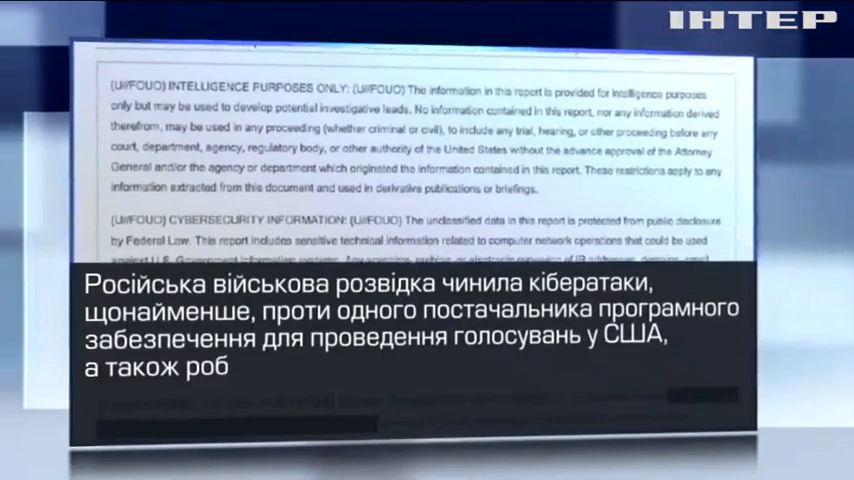 ІНТЕР
(U//FOUO) INTELLIGENCE PURPOSES ONLY: (U//FOUO) The information in this report is provided for intelligence purposes
only but may be used to develop potential investigative leads. No information contained in this report, nor any information derived
therefrom, may be used in any proceeding (whether criminal or civil), to include any trial, hearing, or other proceeding before any
court, department, agency, regulatory body, or other authority of the United States without the advance approval of the Attorney
General and/or the agency or department which originated the information contained in this report. These restrictions apply to any
information extracted from this document and used in derivative publications or briefings.
(U//FOUO) CYBERSECURITY INFORMATION: (U//FOUO) The unclassified data in this report is protected from public disclosure
by Federal Law. This report includes sensitive technical information related to computer network operations that could be used
Російська військова розвідка чинила кібератаки,
щонайменше, проти одного постачальника програмного
забезпечення для проведення голосувань у США,
а також роб